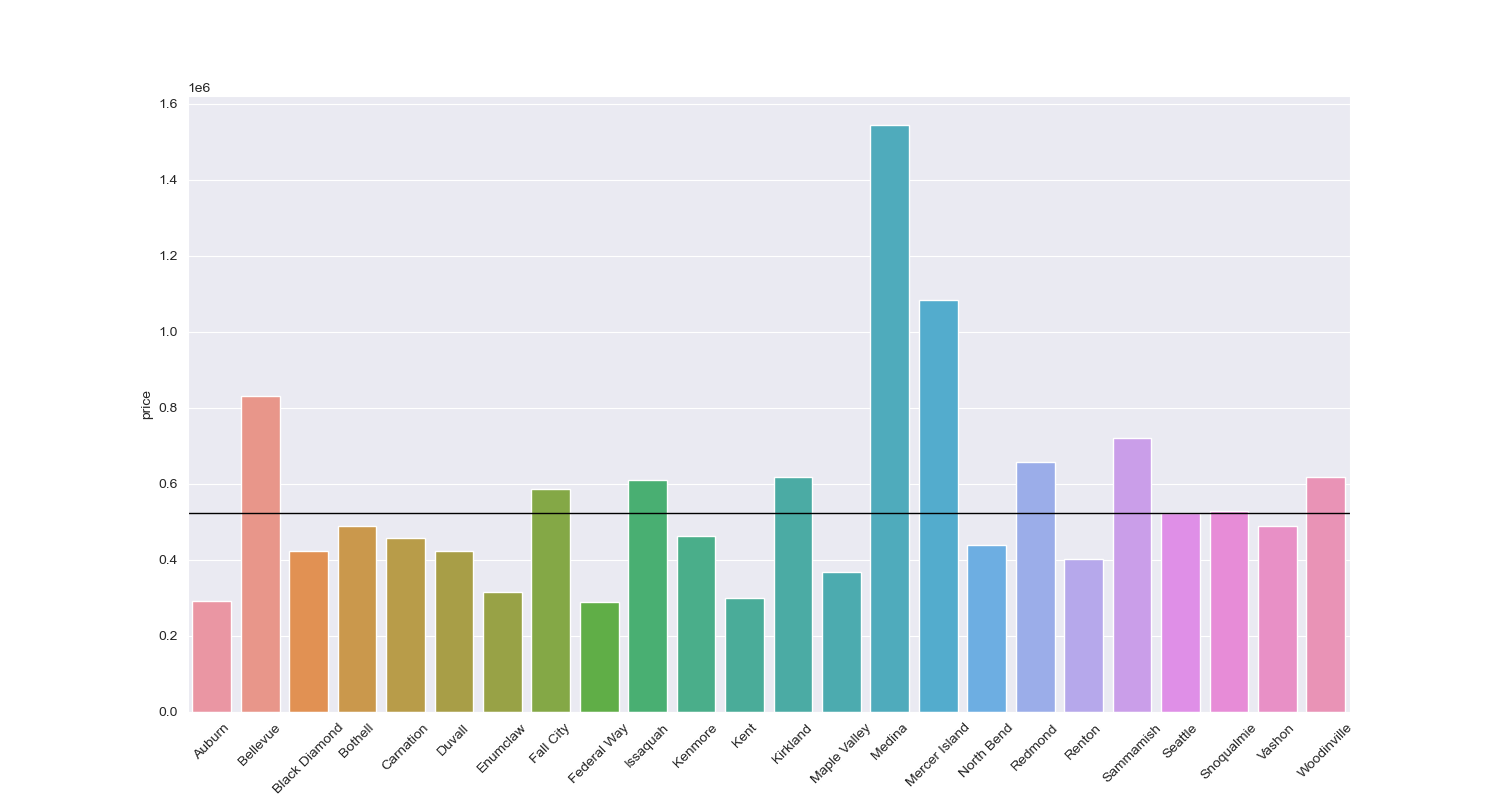 1e6
1.6
1.4
1.2
1.0
0.8
0.6
0.4
0.2
0.0
price
Auburn
Bellevue
Black Diamond
Bothell
Carnation
Duvall
Enumclaw
Fall City
Federal Way
Issaquah
Kenmore
Kent
Kirkland
Maple Valley
Medina
Mercer Island
North Bend
Redmond
Renton
Sammamish
Seattle
Snoqualmie
Vashon
Woodinville